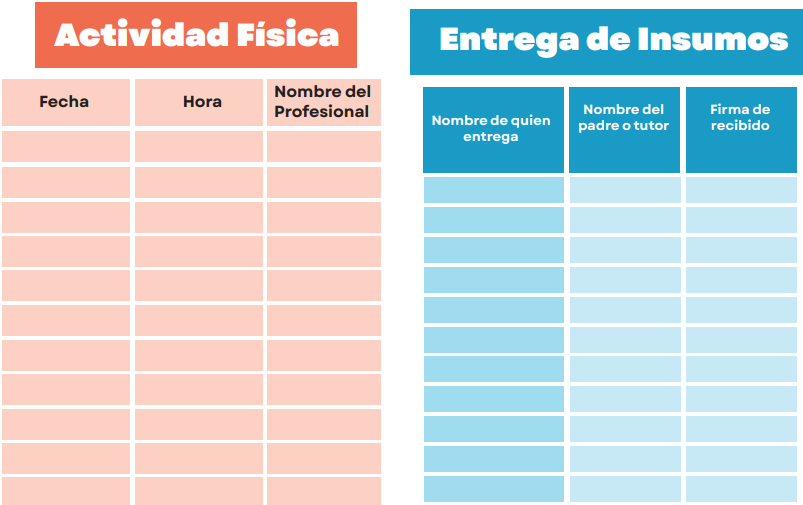 Actividad Física
Fecha
Hora
Nombre del
Profesional
Entrega de Insumos
Nombre de quien
entrega
Nombre del
padre o tutor
Firma de
recibido